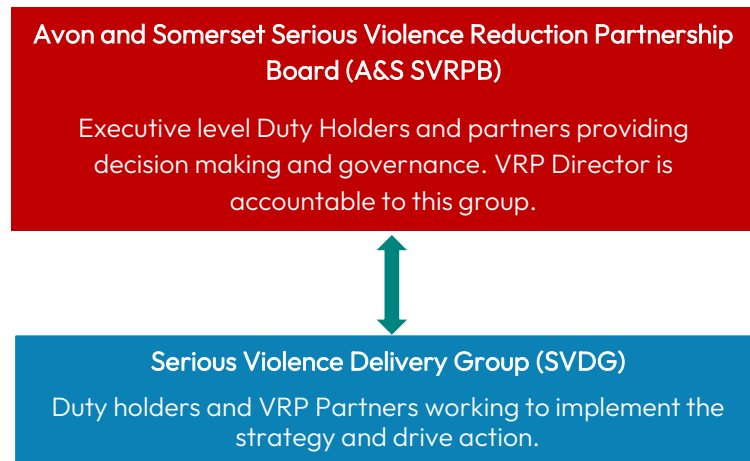 Avon and Somerset Serious Violence Reduction Partnership
Board (A&S SVRPB)
Executive level Duty Holders and partners providing
decision making and governance. VRP Director is
accountable to this group.
Serious Violence Delivery Group (SVDG)
Duty holders and VRP Partners working to implement the
strategy and drive action.